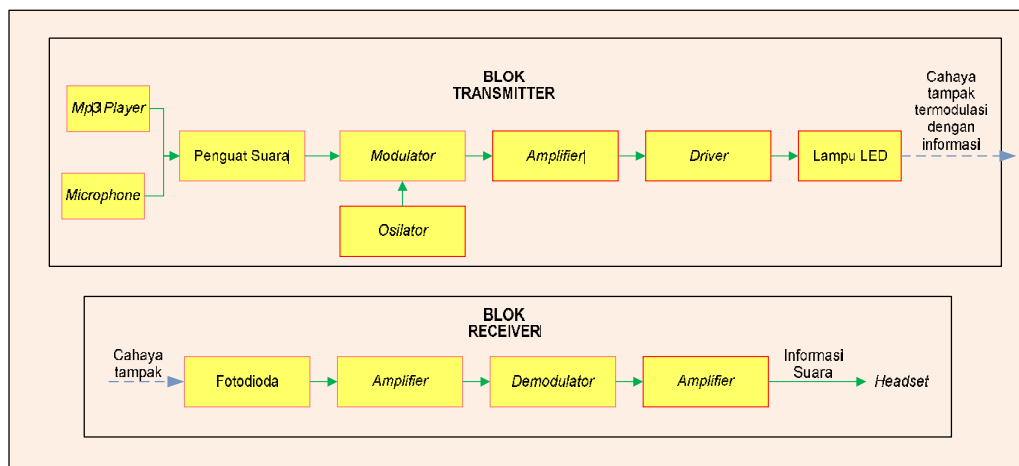 BLOK
TRANSMITTER
Mp3 Player
Microphone
Penguat Suara
Modulator
Osilator
Amplifier
Driver
Lampu LED
Cahaya
tampak
termodulasi
dengan
informasi
BLOK
RECEIVER
Cahaya
tampak
Fotodioda
Amplifier
Demodulator
Amplifier
Informasi
Suara
Headset